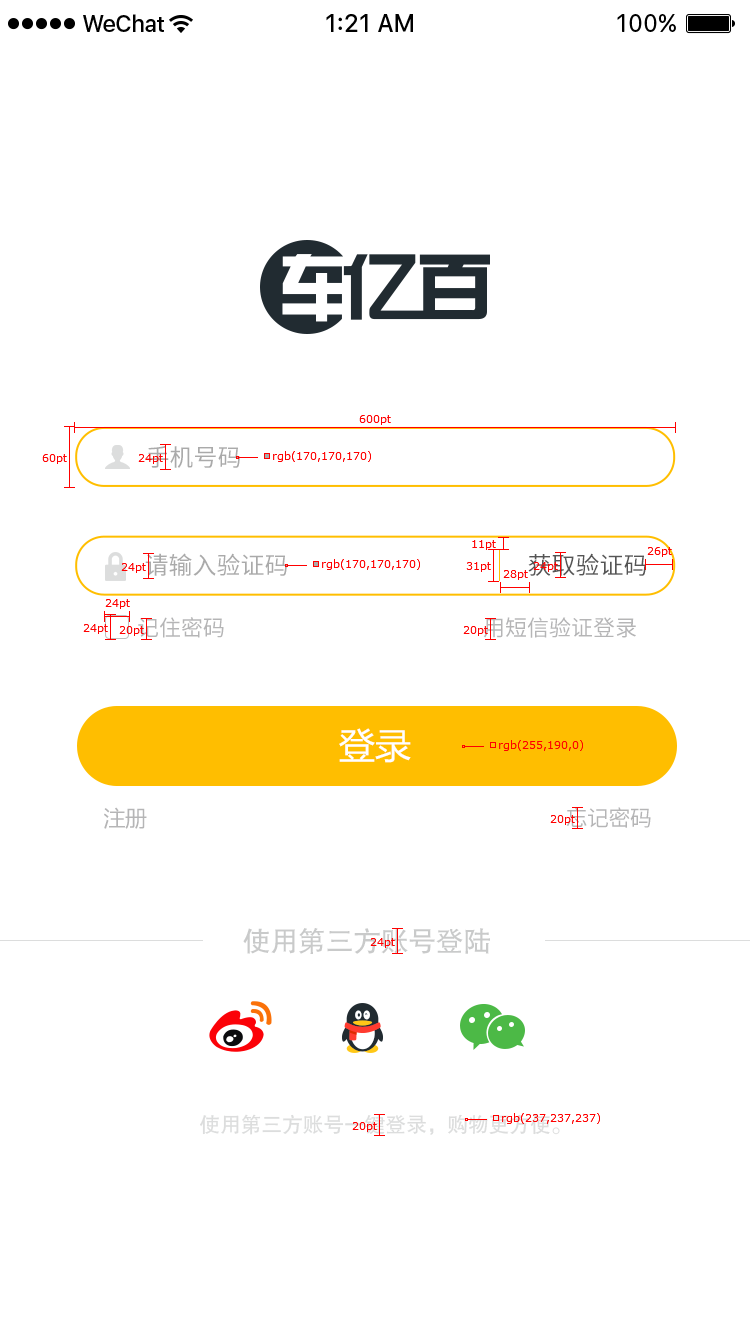 WeChat 1:21 AM 100%
车亿百
600pt
60pt 24pt 手机号码 rgb(170,170,170)
11pt 26pt
24pt 请输入验证码 rgb(170,170,170) 31pt 24pt 获取验证码
28pt
24pt
24pt 20pt 记住密码 20pt 用短信验证登录
登录 rgb(255,190,0)
注册 20pt 忘记密码
使用第三方账号登陆 24pt
使用第三方账号一键登录，购物更方便。 20pt rgb(237,237,237)